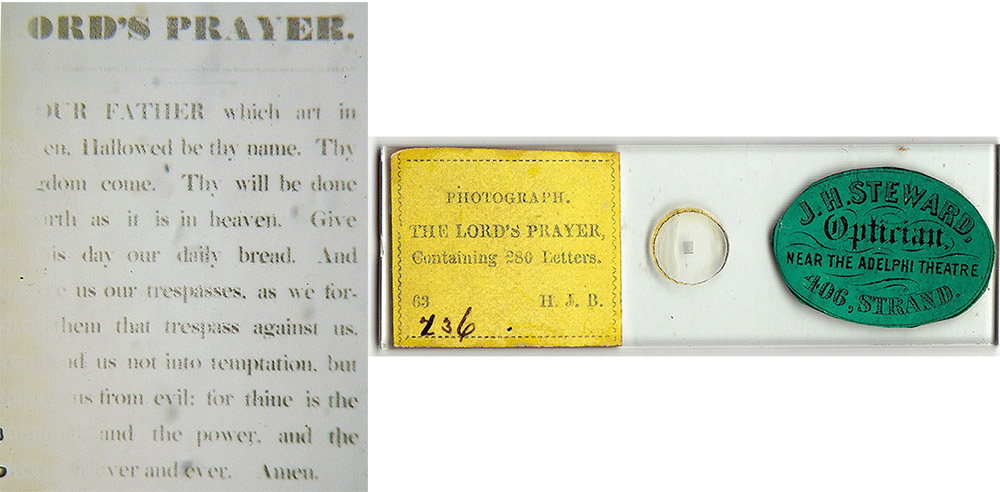 ORD'S PRAYER.
OUR FATHER which art in
en, Hallowed be thy name. Thy
gdom come. Thy will be done
rth as it is in heaven. Give
is day our daily bread. And
e us our trespasses, as we for-
them that trespass against us.
d us not into temptation, but
us from evil: for thine is the
and the power, and the
ver and ever. Amen.
PHOTOGRAPH.
THE LORD'S PRAYER,
Containing 280 Letters.
63 H. J. B.
236
J. H. STEWARD,
Optician,
NEAR THE ADELPHI THEATRE
406, STRAND.